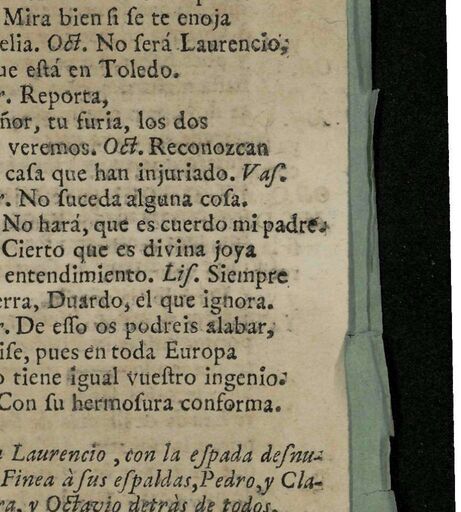 Mira bien ſi ſe te enoja
elia. Oct. No ſerá Laurencio,
ue eſtá en Toledo.
r. Reporta,
ñor, tu furia, los dos
veremos. Oct. Reconozcan
caſa que han injuriado. Vaſ.
r. No ſuceda alguna coſa.
No hará, que es cuerdo mi padre.
Cierto que es divina joya
entendimiento. Liſ. Siempre
erra, Duardo, el que ignora.
r. De eſſo os podreis alabar,
iſe, pues en toda Europa
o tiene igual vueſtro ingenio.
Con ſu hermoſura conforma.
n Laurencio, con la eſpada deſnu-
Finea à ſus eſpaldas, Pedro, y Cla-
ra, y Octavio detràs de todos.